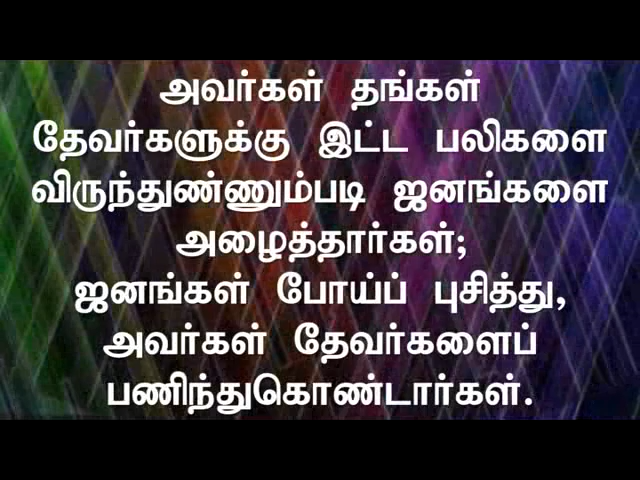 அவர்கள் தங்கள்
தேவர்களுக்கு இட்ட பலிகளை
விருந்துண்ணும்படி ஜனங்களை
அழைத்தார்கள்;
ஜனங்கள் போய்ப் புசித்து,
அவர்கள் தேவர்களைப்
பணிந்துகொண்டார்கள்.